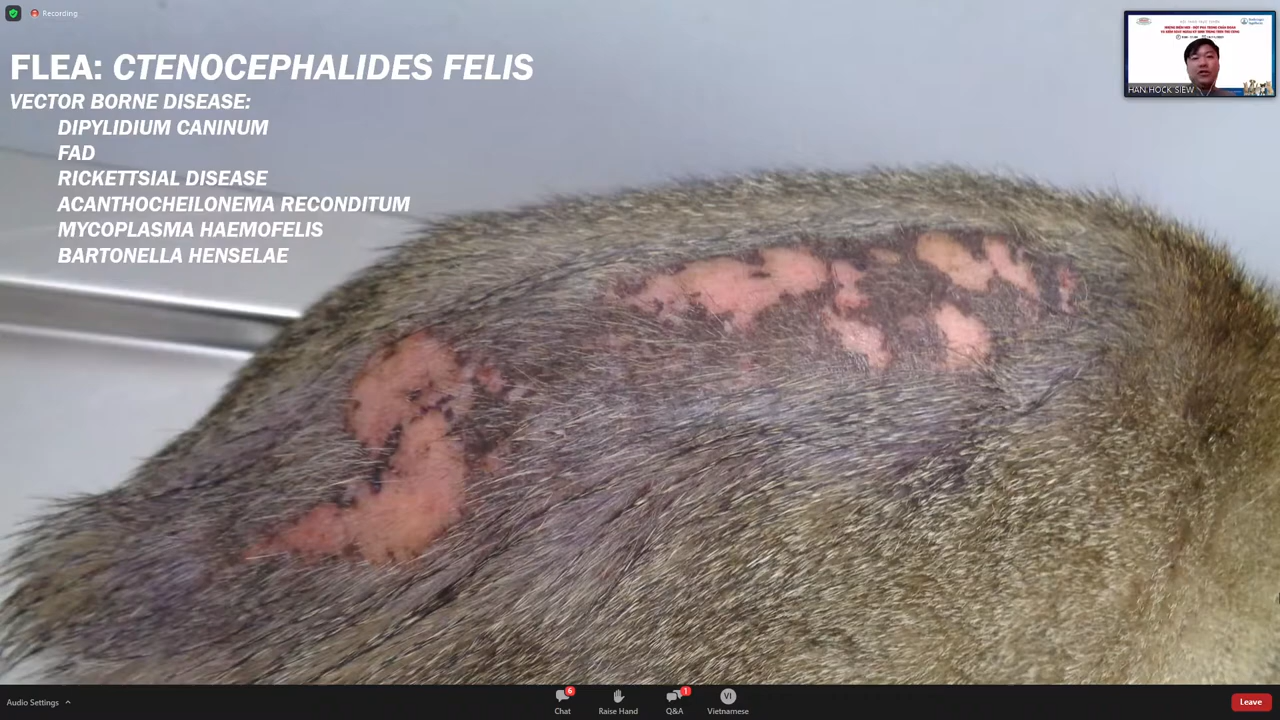 Recording
FLEA: CTENOCEPHALIDES FELIS
VECTOR BORNE DISEASE:
DIPYLIDIUM CANINUM
FAD
RICKETTSIAL DISEASE
ACANTHOCHEILONEMA RECONDITUM
MYCOPLASMA HAEMOFELIS
BARTONELLA HENSELAE
HAN HOCK SIEW
Audio Settings
6
Chat
Raise Hand
1
Q&A
VI
Vietnamese
Leave